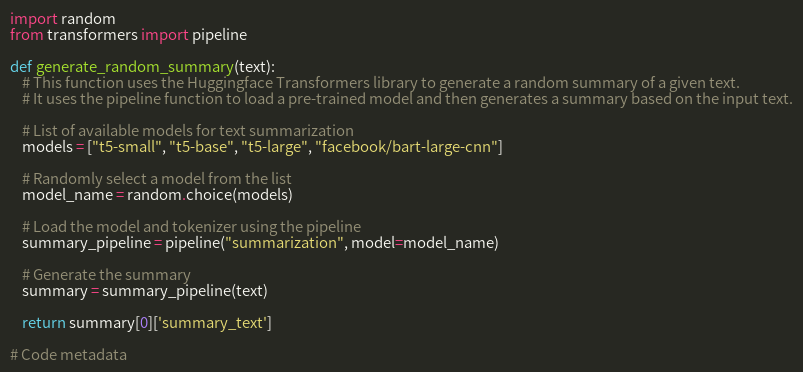 import random
from transformers import pipeline
def generate_random_summary(text):
# This function uses the Huggingface Transformers library to generate a random summary of a given text.
# It uses the pipeline function to load a pre-trained model and then generates a summary based on the input text.
# List of available models for text summarization
models = ["t5-small", "t5-base", "t5-large", "facebook/bart-large-cnn"]
# Randomly select a model from the list
model_name = random.choice(models)
# Load the model and tokenizer using the pipeline
summary_pipeline = pipeline("summarization", model=model_name)
# Generate the summary
summary = summary_pipeline(text)
return summary[0]['summary_text']
# Code metadata